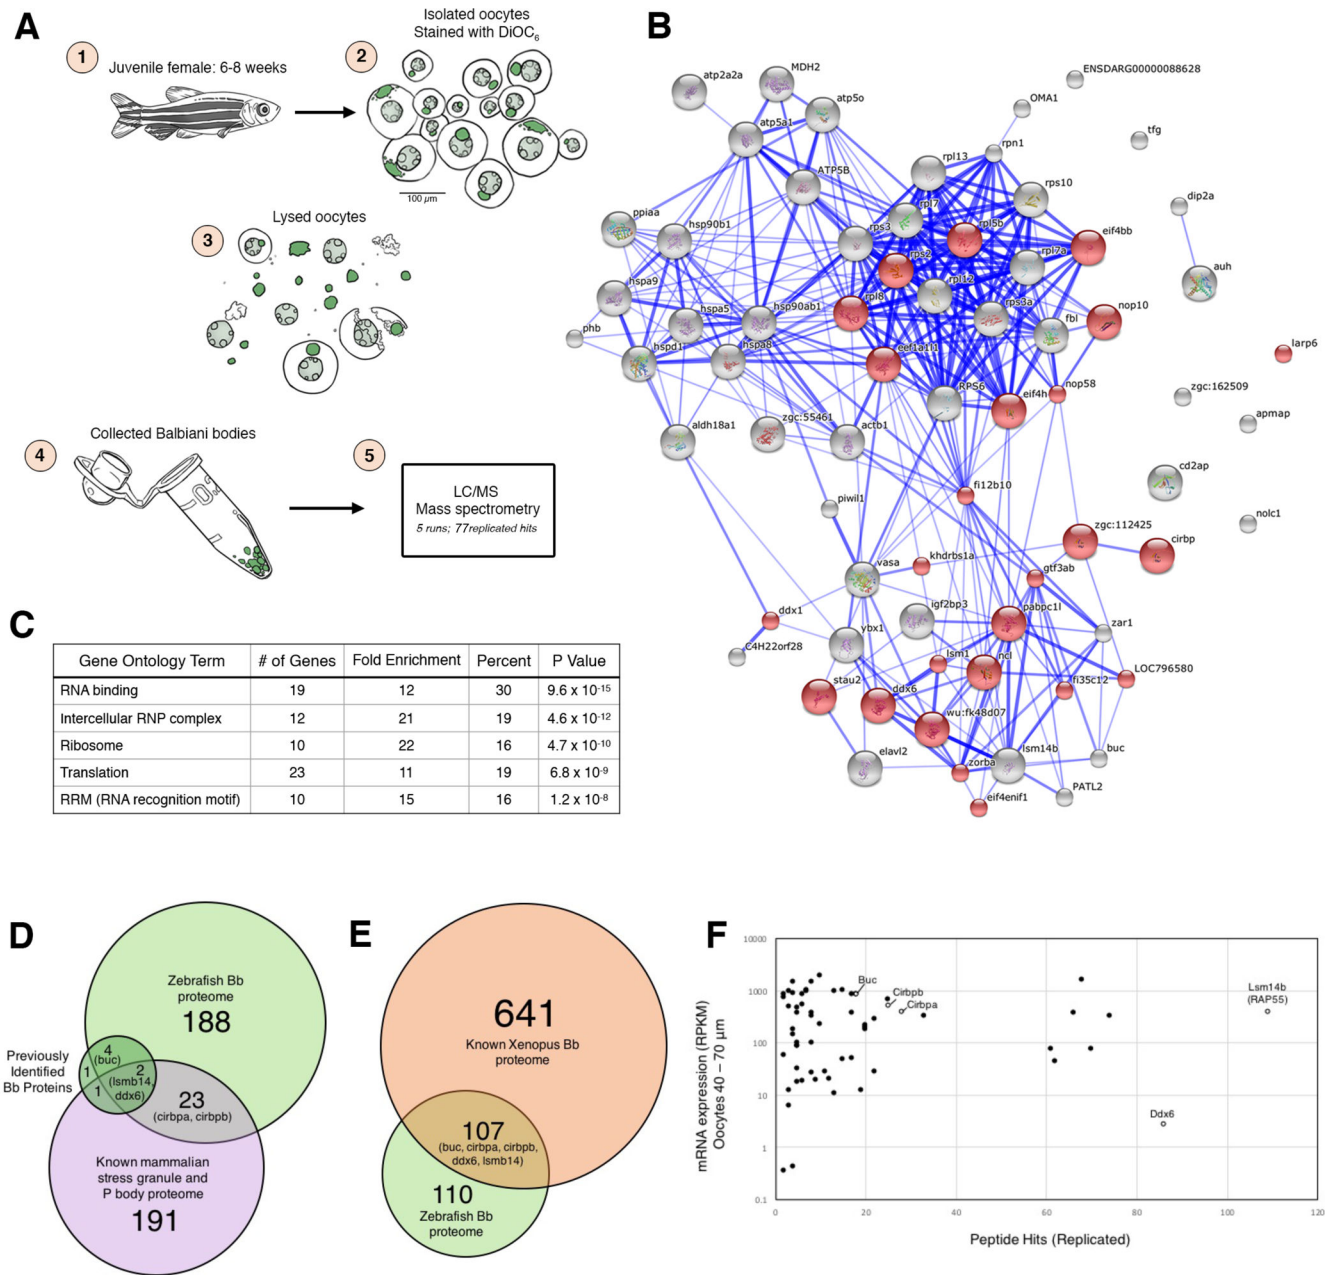 A
1
Juvenile female: 6-8 weeks
2
Isolated oocytes
Stained with DiOC6
100 µm
3
Lysed oocytes
4
Collected Balbiani bodies
5
LC/MS
Mass spectrometry
5 runs; 77replicated hits
B
ENSDARG00000088628
MDH2
atp2a2a
atp5o
OMA1
atp5a1
tfg
rpn1
rpl13
ATP5B
rps10
dip2a
rpl7
ppiaa
hsp90b1
rps3
rpl5b
eif4bb
rpl7a
rps2
auh
hspa9
rpl12
hsp90ab1
rpl8
rps3a
nop10
hspa5
fbl
phb
hspd1
hspa8
eef1a1l1
larp6
RPS6
eif4h
nop58
zgc:162509
aldh18a1
zgc:55461
actb1
apmap
cd2ap
fi12b10
piwil1
nolc1
zgc:112425
cirbp
vasa
khdrbs1a
gtf3ab
ddx1
igf2bp3
pabpc1l
zar1
ybx1
C4H22orf28
lsm1
ncl
LOC796580
stau2
ddx6
fi35c12
wu:fk48d07
elavl2
lsm14b
buc
zorba
PATL2
eif4enif1
C
Gene Ontology Term # of Genes Fold Enrichment Percent P Value
RNA binding 19 12 30 9.6 x 10-15
Intercellular RNP complex 12 21 19 4.6 x 10-12
Ribosome 10 22 16 4.7 x 10-10
Translation 23 11 19 6.8 x 10-9
RRM (RNA recognition motif) 10 15 16 1.2 x 10-8
D
Zebrafish Bb
proteome
188
Previously
Identified
Bb Proteins
4
(buc)
1
2
(lsmb14,
ddx6)
1
23
(cirbpa, cirbpb)
Known mammalian
stress granule and
P body proteome
191
E
641
Known Xenopus Bb
proteome
107
(buc, cirbpa, cirbpb,
ddx6, lsmb14)
110
Zebrafish Bb
proteome
F
mRNA expression (RPKM)
Oocytes 40 – 70 µm
10000
1000
100
10
1
0.1
Buc
Cirbpb
Cirbpa
Lsm14b
(RAP55)
Ddx6
0 20 40 60 80 100 120
Peptide Hits (Replicated)